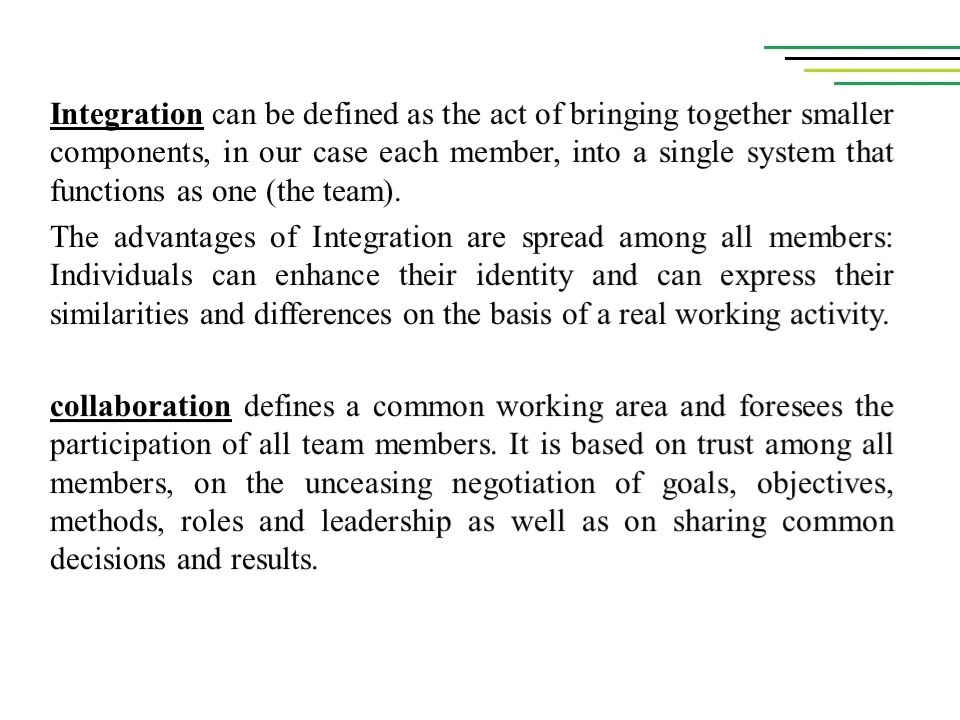 Integration can be defined as the act of bringing together smaller
components, in our case each member, into a single system that
functions as one (the team).
The advantages of Integration are spread among all members:
Individuals can enhance their identity and can express their
similarities and differences on the basis of a real working activity.
collaboration defines a common working area and foresees the
participation of all team members. It is based on trust among all
members, on the unceasing negotiation of goals, objectives,
methods, roles and leadership as well as on sharing common
decisions and results.